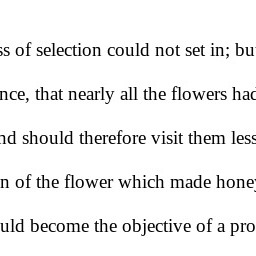 ss of selection could not set in; bu
nce, that nearly all the flowers had
nd should therefore visit them less
n of the flower which made honey
uld become the objective of a pro